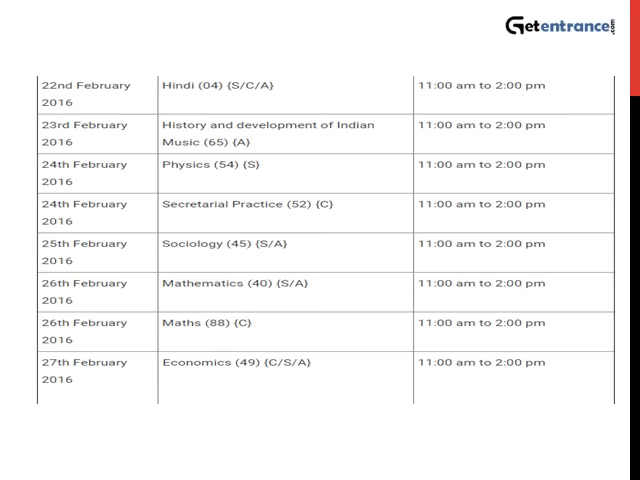 Getentrance.com
22nd February Hindi (04) {S/C/A} 11:00 am to 2:00 pm
2016
23rd February History and development of Indian 11:00 am to 2:00 pm
2016 Music (65) {A}
24th February Physics (54) {S} 11:00 am to 2:00 pm
2016
24th February Secretarial Practice (52) {C} 11:00 am to 2:00 pm
2016
25th February Sociology (45) {S/A} 11:00 am to 2:00 pm
2016
26th February Mathematics (40) {S/A} 11:00 am to 2:00 pm
2016
26th February Maths (88) {C} 11:00 am to 2:00 pm
2016
27th February Economics (49) {C/S/A} 11:00 am to 2:00 pm
2016